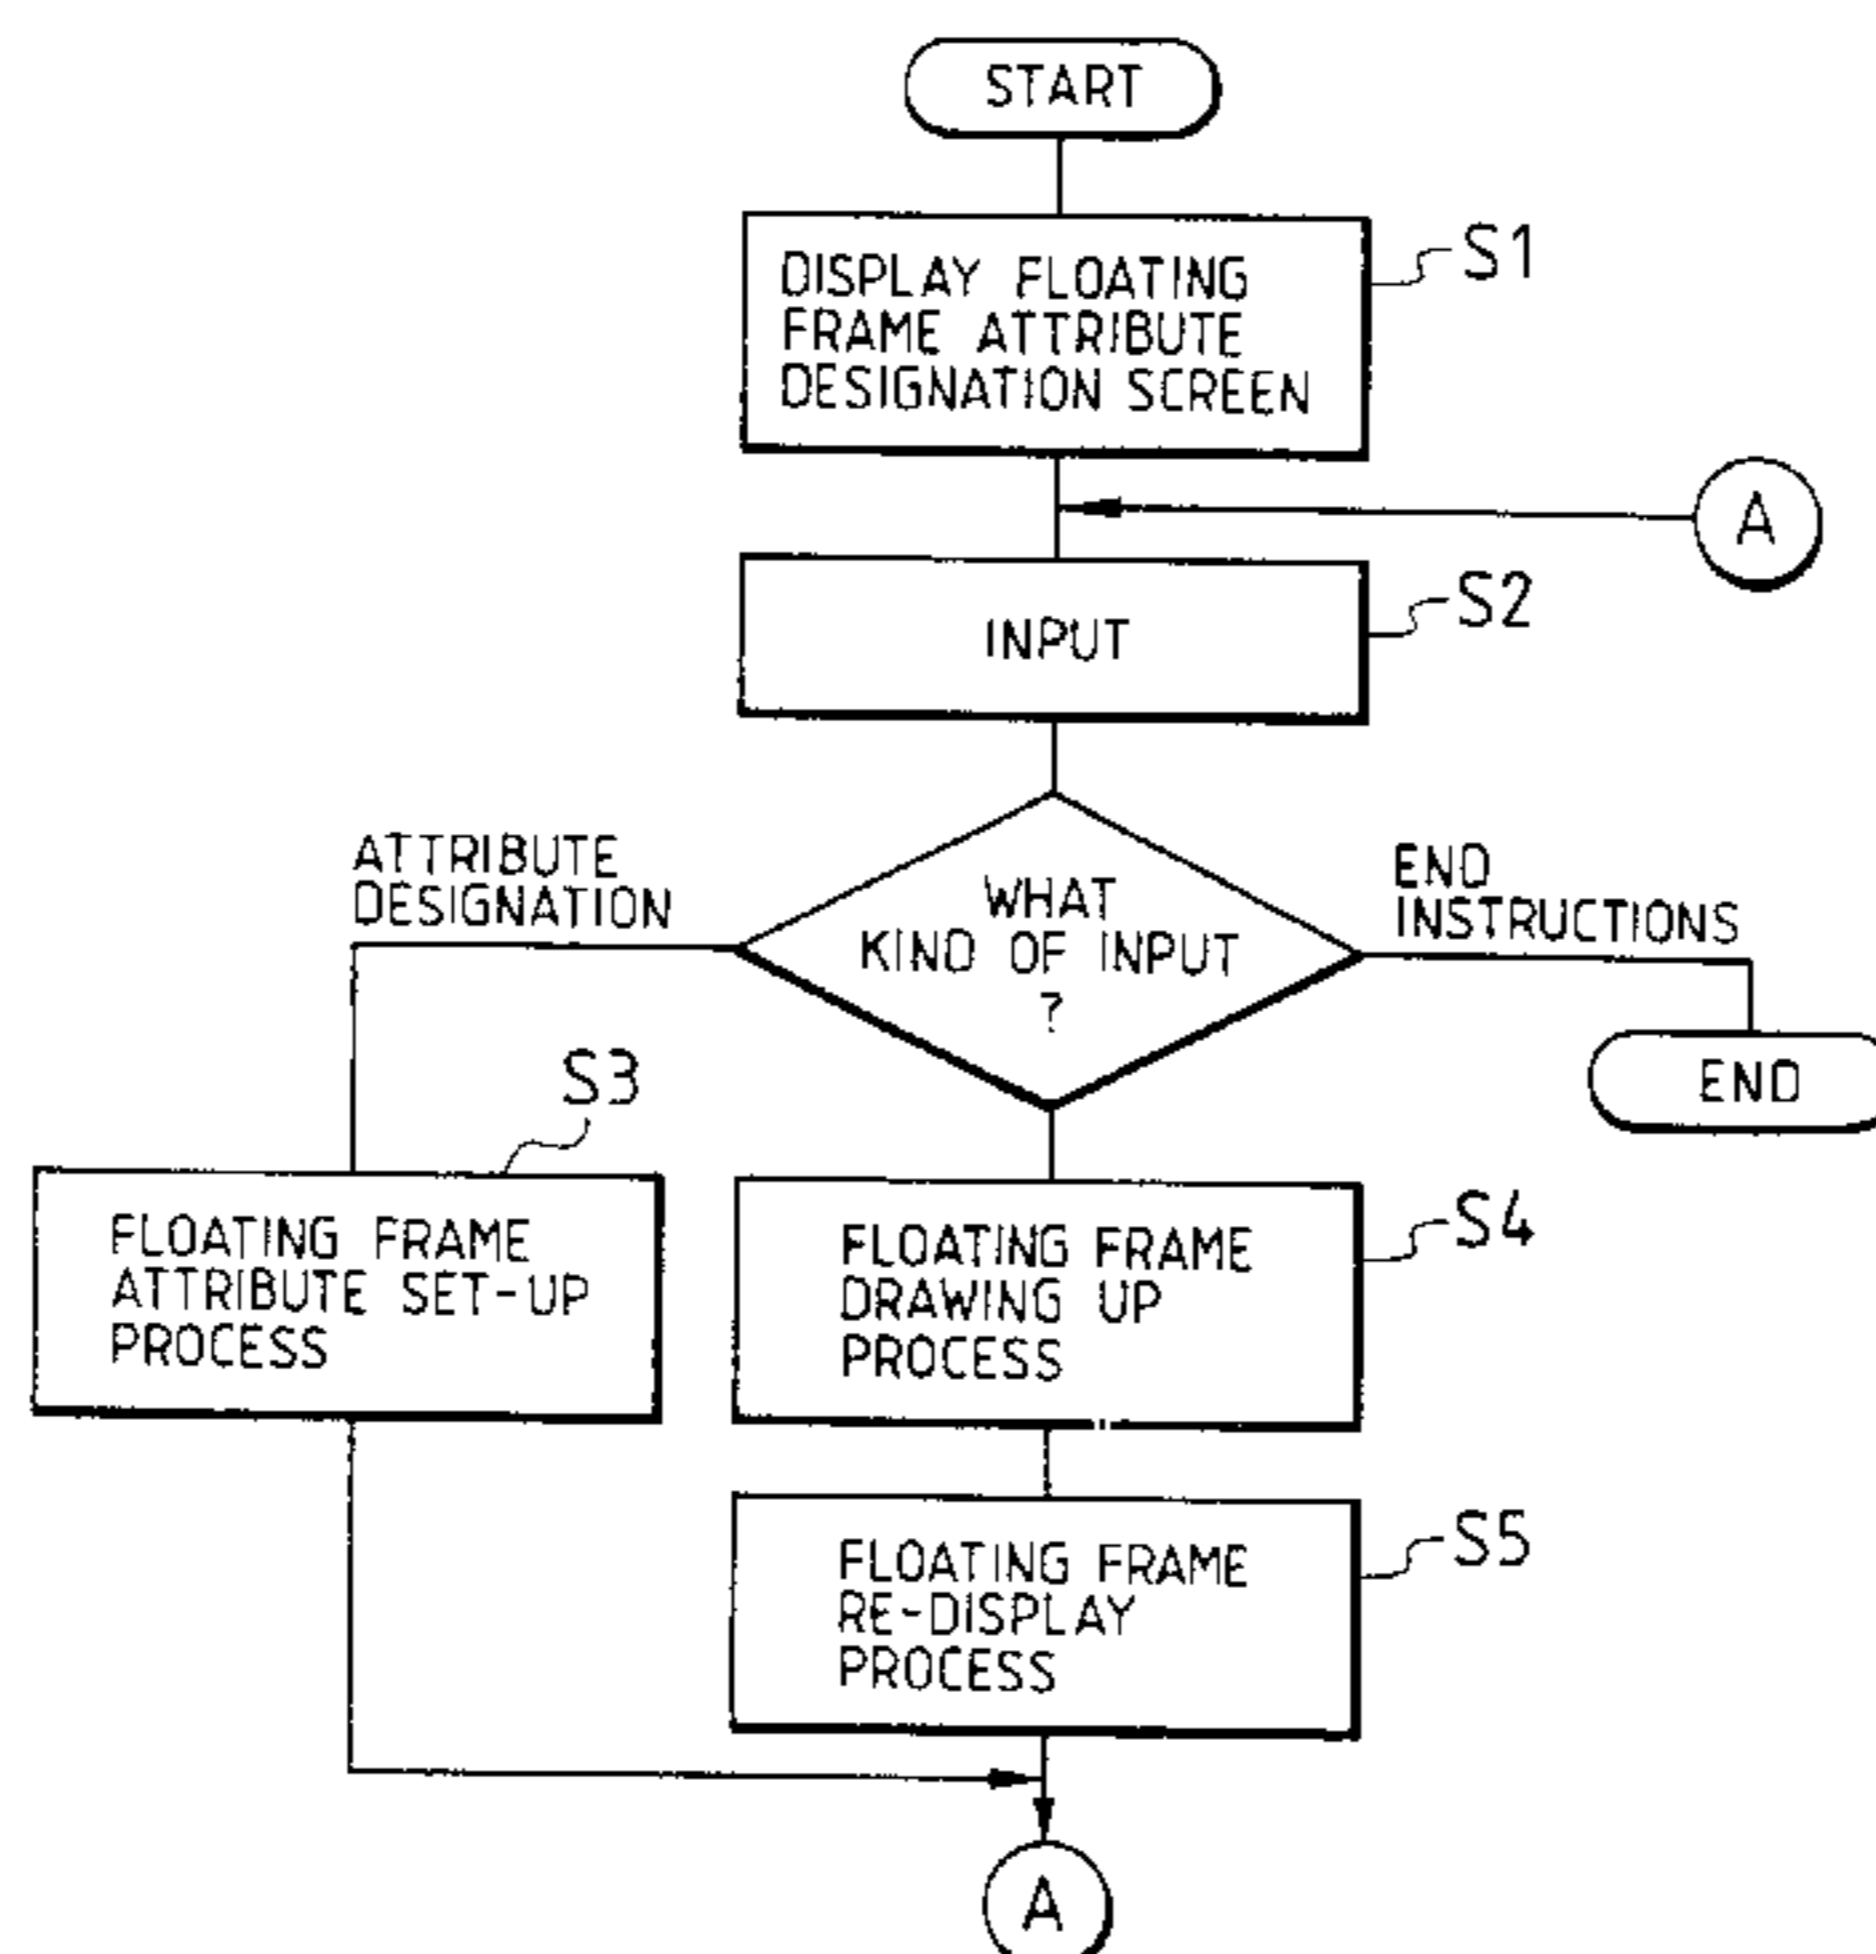 START
DISPLAY FLOATING
FRAME ATTRIBUTE
DESIGNATION SCREEN
S1
A
INPUT
S2
WHAT
KIND OF INPUT
?
ATTRIBUTE
DESIGNATION
END
INSTRUCTIONS
END
S3
FLOATING FRAME
ATTRIBUTE SET-UP
PROCESS
FLOATING FRAME
DRAWING UP
PROCESS
S4
FLOATING FRAME
RE-DISPLAY
PROCESS
S5
A